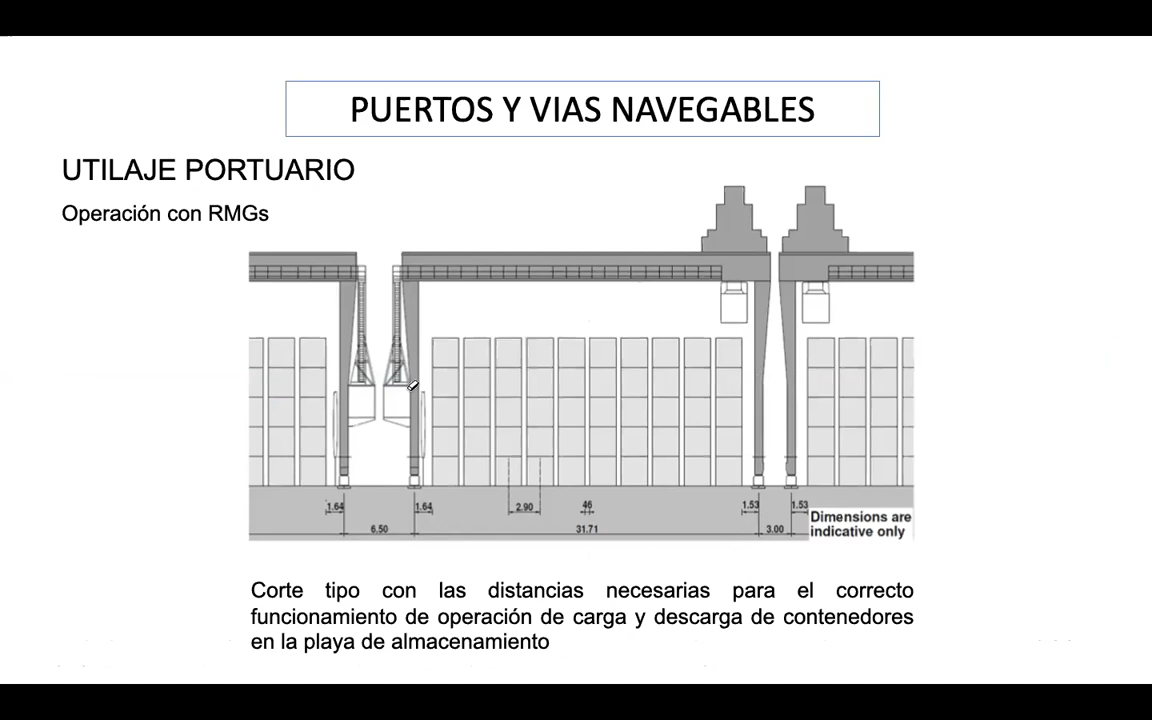 PUERTOS Y VIAS NAVEGABLES
UTILAJE PORTUARIO
Operación con RMGs
1.64
1.64
2.90
46
1.53
1.53
6.50
31.71
3.00
Dimensions are
indicative only
Corte tipo con las distancias necesarias para el correcto
funcionamiento de operación de carga y descarga de contenedores
en la playa de almacenamiento